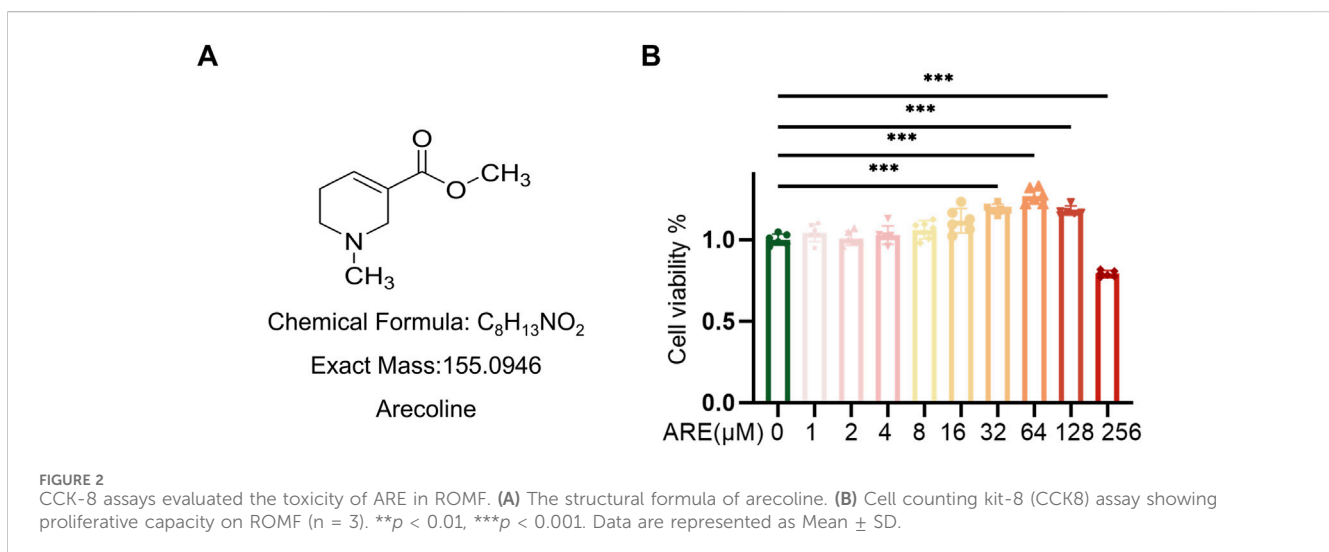 A
O
O
CH₃
N
CH₃
Chemical Formula: C₈H₁₃NO₂
Exact Mass:155.0946
Arecoline
B
***
***
***
***
Cell viability %
1.0
0.5
0.0
ARE(μM) 0 1 2 4 8 16 32 64 128 256
FIGURE 2
CCK-8 assays evaluated the toxicity of ARE in ROMF. (A) The structural formula of arecoline. (B) Cell counting kit-8 (CCK8) assay showing
proliferative capacity on ROMF (n = 3). **p < 0.01, ***p < 0.001. Data are represented as Mean ± SD.